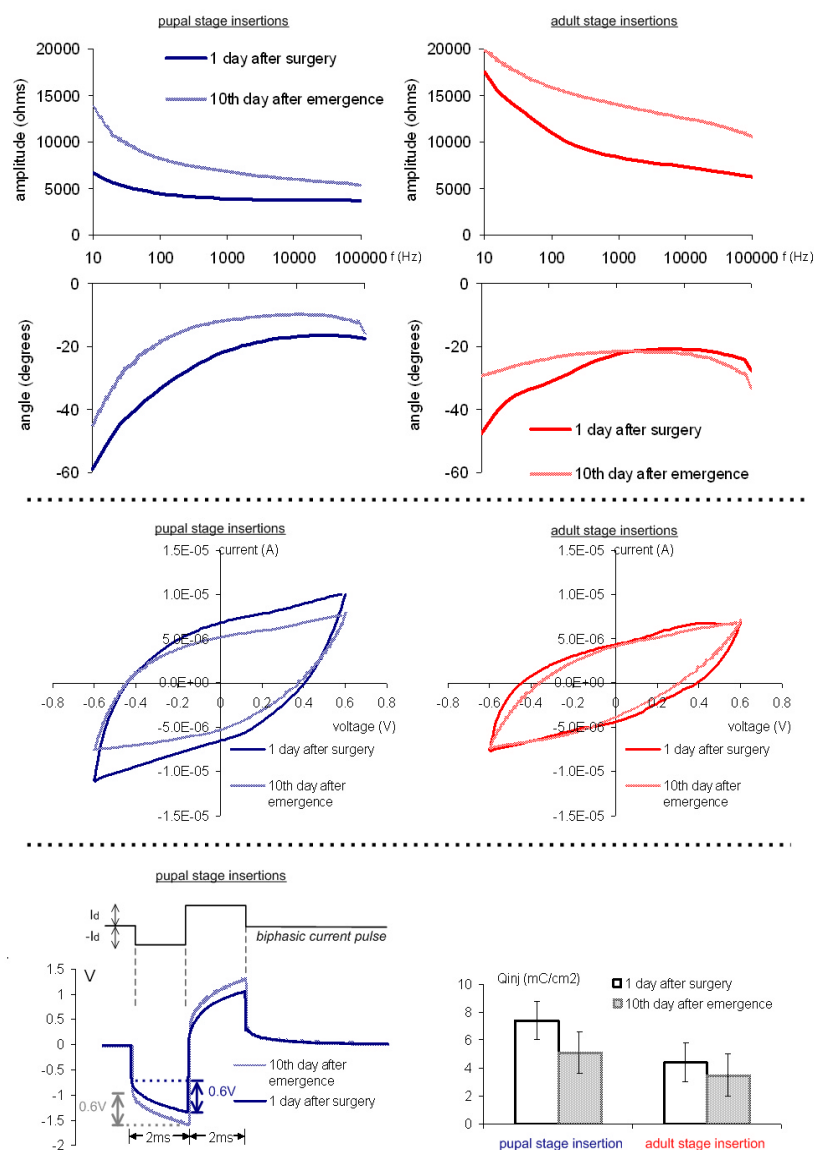 pupal stage insertions
adult stage insertions
amplitude (ohms)
20000
15000
10000
5000
0
1 day after surgery
10th day after emergence
10
100
1000
10000
100000
f (Hz)
amplitude (ohms)
20000
15000
10000
5000
0
10
100
1000
10000
100000
f (Hz)
angle (degrees)
0
-20
-40
-60
angle (degrees)
0
-20
-40
-60
1 day after surgery
10th day after emergence
pupal stage insertions
1.5E-05
current (A)
1.0E-05
5.0E-06
0.0E+00
-5.0E-06
-1.0E-05
-1.5E-05
-0.8
-0.6
-0.4
-0.2
0
0.2
0.4
0.6
0.8
voltage (V)
1 day after surgery
10th day after
emergence
adult stage insertions
1.5E-05
current (A)
1.0E-05
5.0E-06
0.0E+00
-5.0E-06
-1.0E-05
-1.5E-05
-0.8
-0.6
-0.4
-0.2
0
0.2
0.4
0.6
0.8
voltage (V)
1 day after surgery
10th day after
emergence
pupal stage insertions
Id
-Id
biphasic current pulse
V
1.5
1
0.5
0
-0.5
-1
-1.5
-2
0.6V
0.6V
2ms
2ms
10th day after
emergence
1 day after surgery
Qinj (mC/cm2)
10
8
6
4
2
0
1 day after surgery
10th day after emergence
pupal stage insertion
adult stage insertion